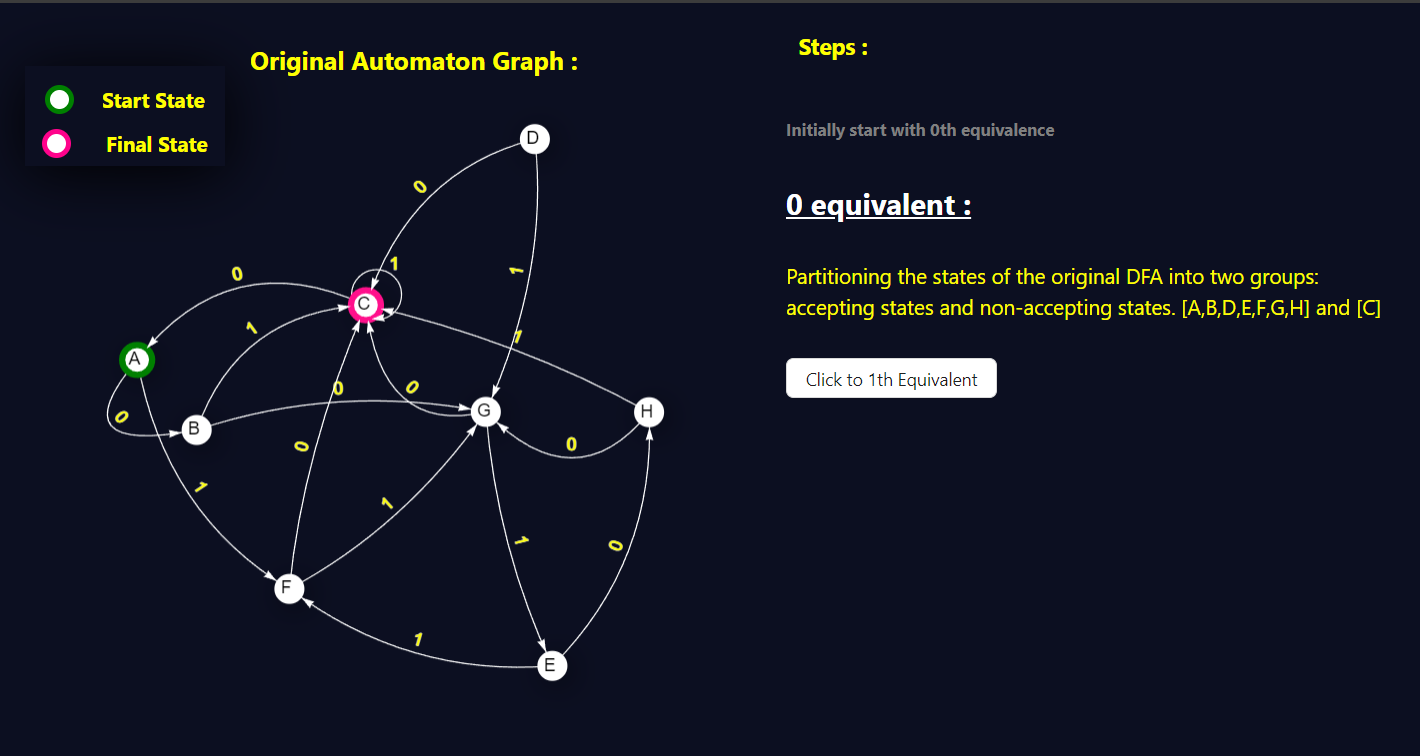 Original Automaton Graph :
Start State
Final State
D
0
1
0
1
C
1
A
1
0
0
0
G
H
0
B
0
0
1
1
1
0
F
1
E
Steps :
Initially start with 0th equivalence
0 equivalent :
Partitioning the states of the original DFA into two groups:
accepting states and non-accepting states. [A,B,D,E,F,G,H] and [C]
Click to 1th Equivalent